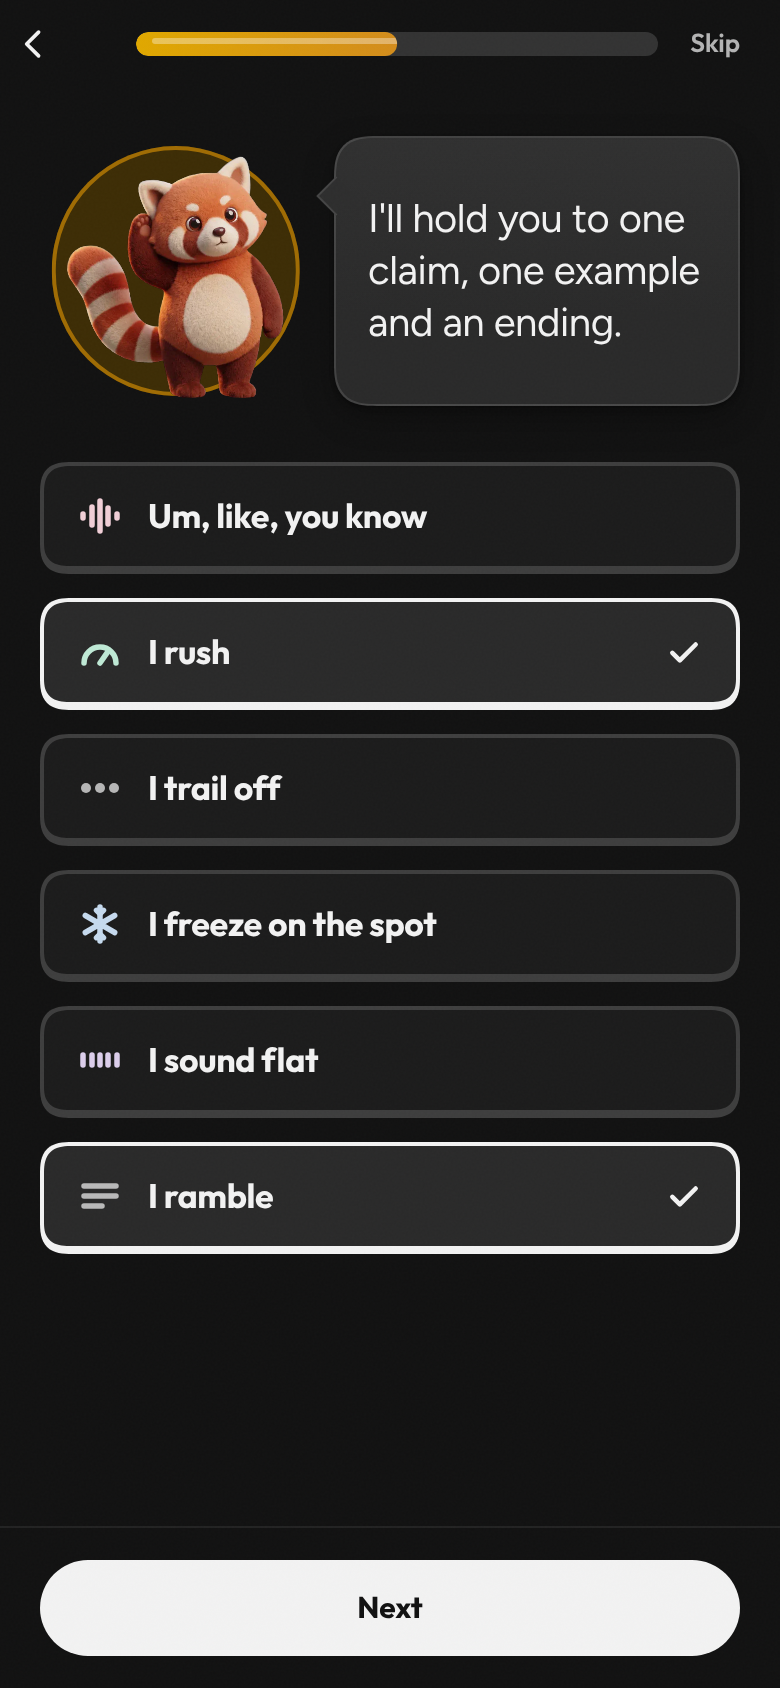 Skip
I'll hold you to one
claim, one example
and an ending.
Um, like, you know
I rush
I trail off
I freeze on the spot
I sound flat
I ramble
Next